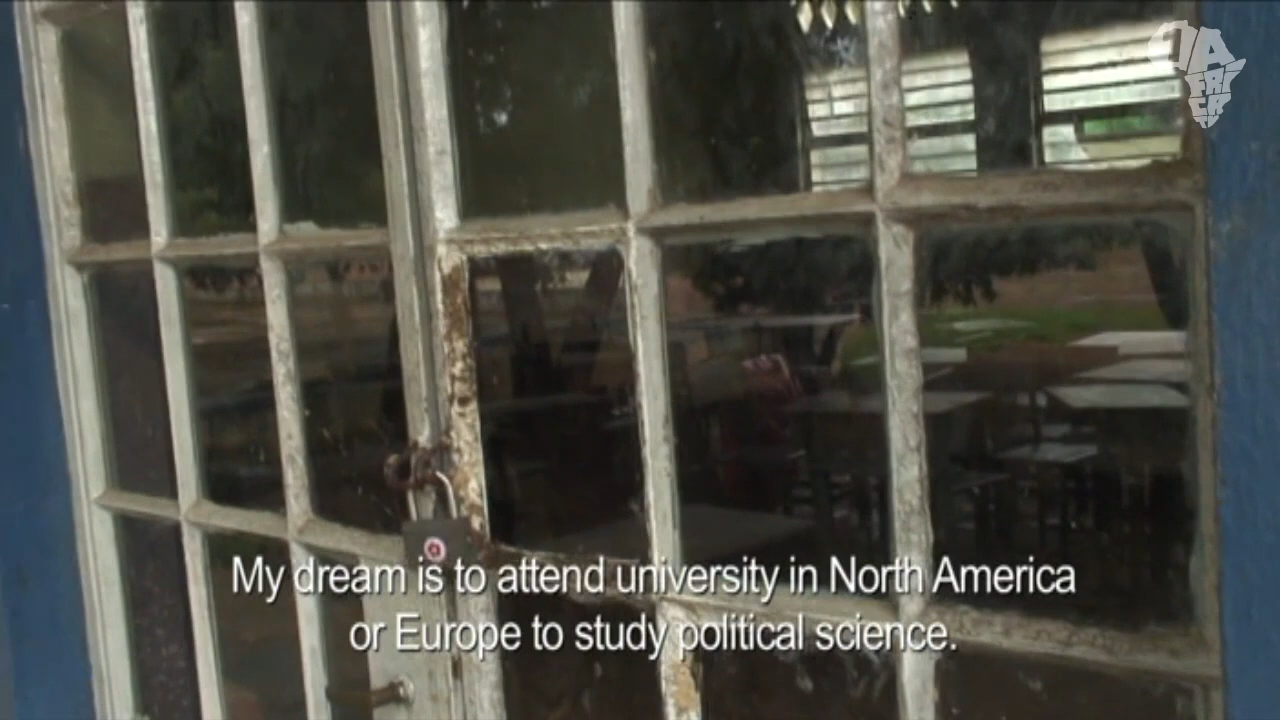 My dream is to attend university in North America
or Europe to study political science.